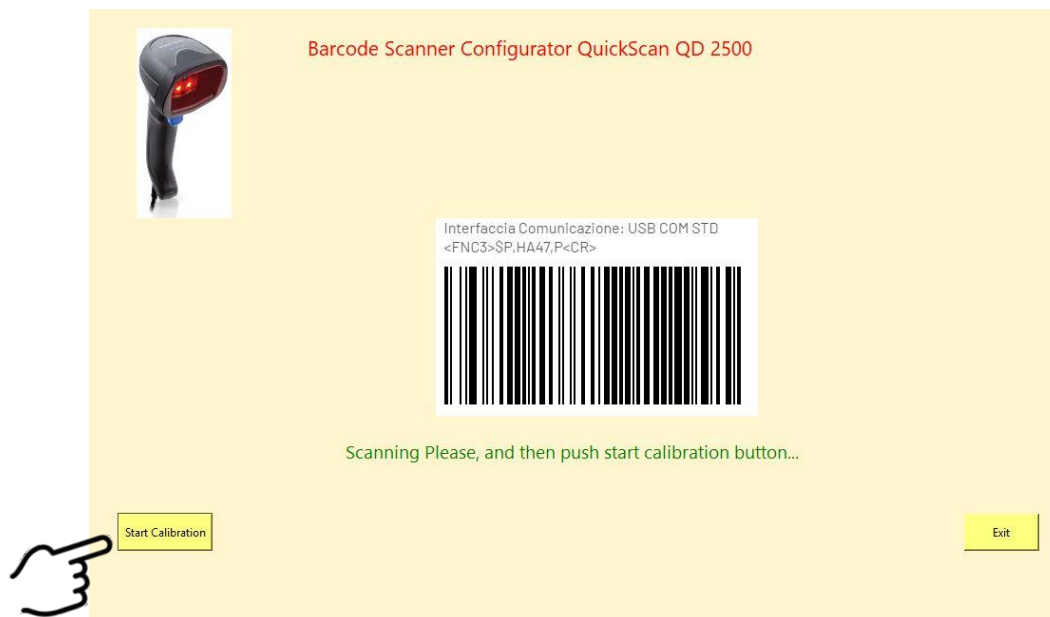 Barcode Scanner Configurator QuickScan QD 2500
Interfaccia Comunicazione: USB COM STD
<FNC3>$P,HA47,P<CR>
Scanning Please, and then push start calibration button...
Start Calibration
Exit